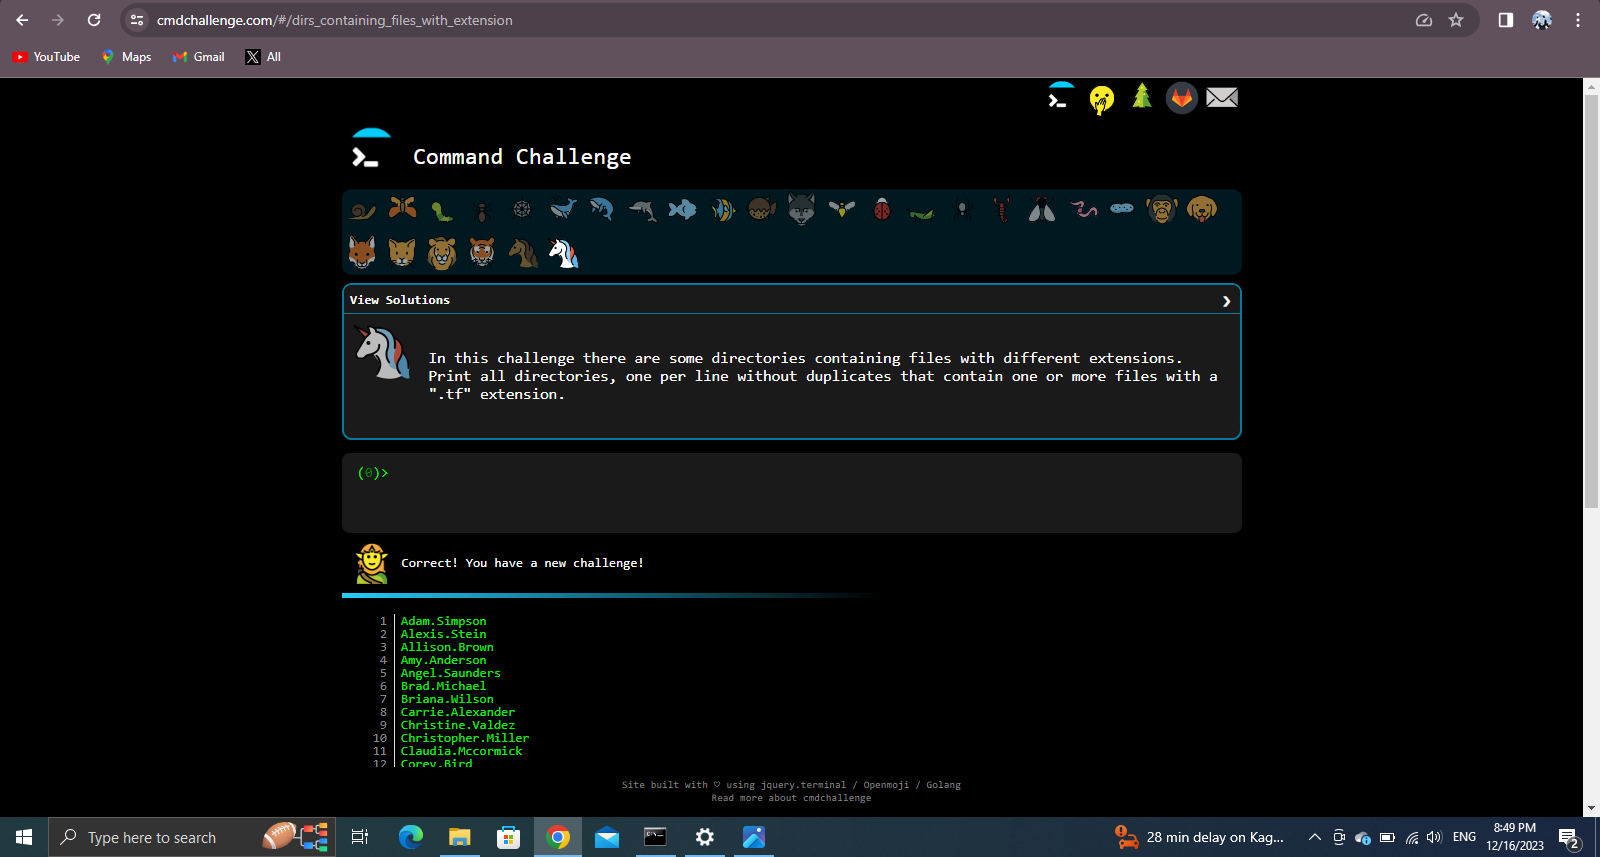 cmdchallenge.com/#/dirs_containing_files_with_extension
YouTube Maps Gmail All
Command Challenge
View Solutions
In this challenge there are some directories containing files with different extensions.
Print all directories, one per line without duplicates that contain one or more files with a
".tf" extension.
(0)>
Correct! You have a new challenge!
1 Adam.Simpson
2 Alexis.Stein
3 Allison.Brown
4 Amy.Anderson
5 Angel.Saunders
6 Brad.Michael
7 Briana.Wilson
8 Carrie.Alexander
9 Christine.Valdez
10 Christopher.Miller
11 Claudia.Mccormick
12 Corey.Bird
Site built with ♡ using jquery.terminal / Openmoji / Golang
Read more about cmdchallenge
Type here to search
28 min delay on Kag...
ENG
8:49 PM
12/16/2023
2